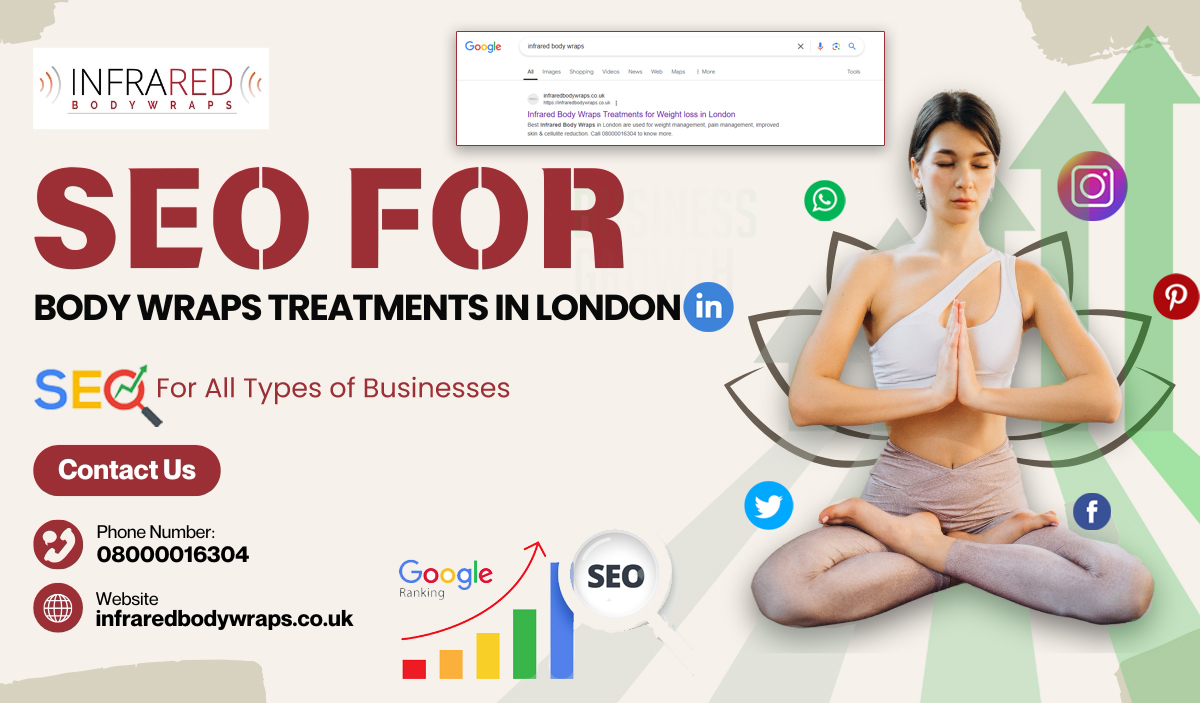 INFRARED
BODYWRAPS
Google
infrared body wraps
All Images Shopping Videos News Web Maps More Tools
infraredbodywraps.co.uk
https://infraredbodywraps.co.uk
Infrared Body Wraps Treatments for Weight loss in London
Best Infrared Body Wraps in London are used for weight management, pain management, improved
skin & cellulite reduction. Call 08000016304 to know more.
SEO FOR
BUSINESS
GROWTH
BODY WRAPS TREATMENTS IN LONDON
in
SEO For All Types of Businesses
Contact Us
Phone Number:
08000016304
Website
infraredbodywraps.co.uk
Google
Ranking
SEO